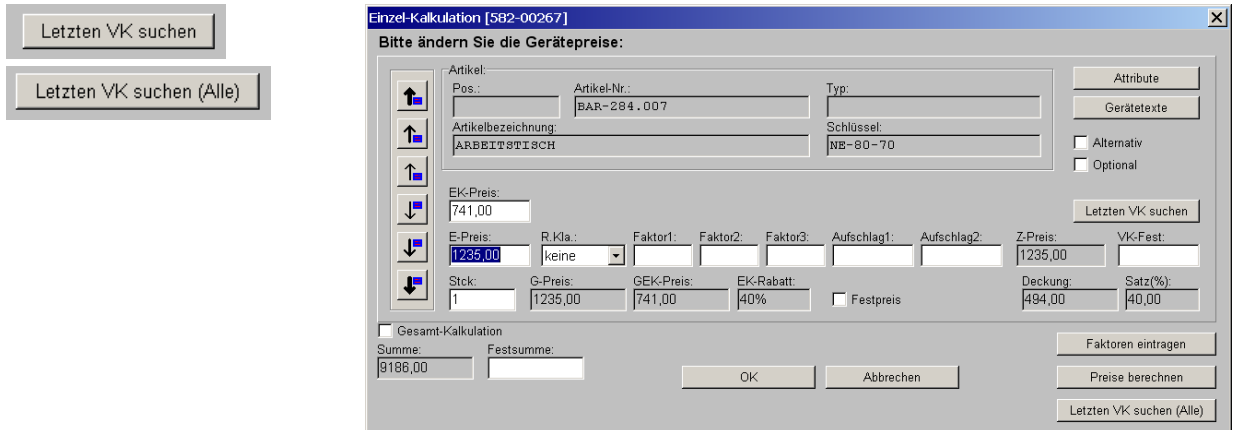 Letzten VK suchen
Letzten VK suchen (Alle)
Einzel-Kalkulation [582-00267]
Bitte ändern Sie die Gerätepreise:
Artikel:
Pos.: Artikel-Nr.: Typ:
BAR-284.007
Artikelbezeichnung: Schlüssel:
ARBEITSTISCH NE-80-70
Attribute
Gerätetexte
Alternativ
Optional
EK-Preis:
741,00
Letzten VK suchen
E-Preis: R.Kla.: Faktor1: Faktor2: Faktor3: Aufschlag1: Aufschlag2: Z-Preis: VK-Fest:
1235,00 keine 1235,00
Stck: G-Preis: GEK-Preis: EK-Rabatt: Deckung: Satz(%):
1 1235,00 741,00 40% Festpreis 494,00 40,00
Gesamt-Kalkulation
Summe: Festsumme:
9186,00
OK Abbrechen
Faktoren eintragen
Preise berechnen
Letzten VK suchen (Alle)